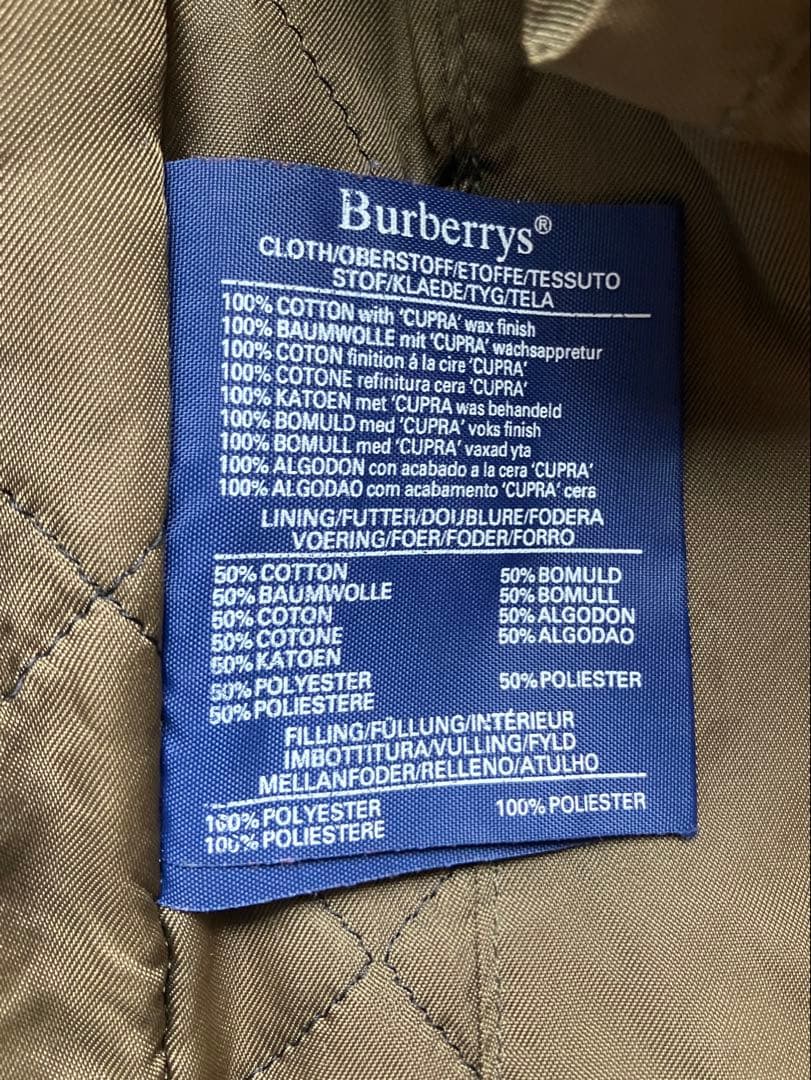 Burberrys®
CLOTH/OBERSTOFF/ETOFFE/TESSUTO
STOF/KLAEDE/TYG/TELA
100% COTTON with 'CUPRA' wax finish
100% BAUMWOLLE mit 'CUPRA' wachsappretur
100% COTON finition á la cire 'CUPRA'
100% COTONE refinitura cera 'CUPRA'
100% KATOEN met 'CUPRA was behandeld
100% BOMULD med 'CUPRA' voks finish
100% BOMULL med 'CUPRA' vaxad yta
100% ALGODON con acabado a la cera 'CUPRA'
100% ALGODAO com acabamento 'CUPRA' cera
LINING/FUTTER/DOUBLURE/FODERA
VOERING/FOER/FODER/FORRO
50% COTTON 50% BOMULD
50% BAUMWOLLE 50% BOMULL
50% COTON 50% ALGODON
50% COTONE 50% ALGODAO
50% KATOEN
50% POLYESTER 50% POLIESTER
50% POLIESTERE
FILLING/FÜLLUNG/INTÉRIEUR
IMBOTTITURA/VULLING/FYLD
MELLANFODER/RELLENO/ATULHO
100% POLYESTER 100% POLIESTER
100% POLIESTERE